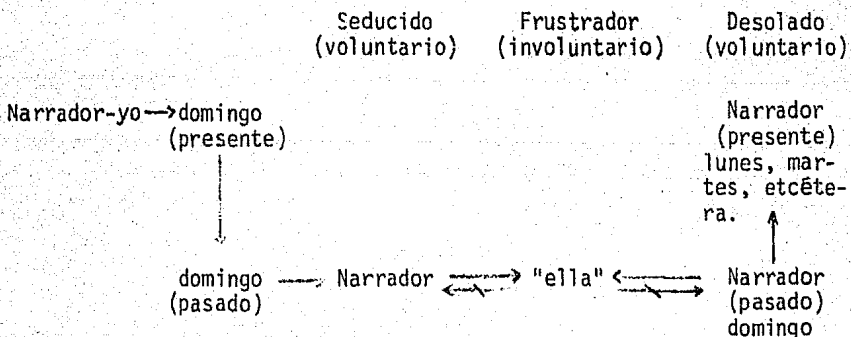 Seducido Frustrador Desolado
(voluntario) (involuntario) (voluntario)
Narrador-yo domingo Narrador
(presente) (presente)
lunes, mar-
tes, etcéte-
ra.
domingo Narrador "ella" Narrador
(pasado) (pasado)
domingo